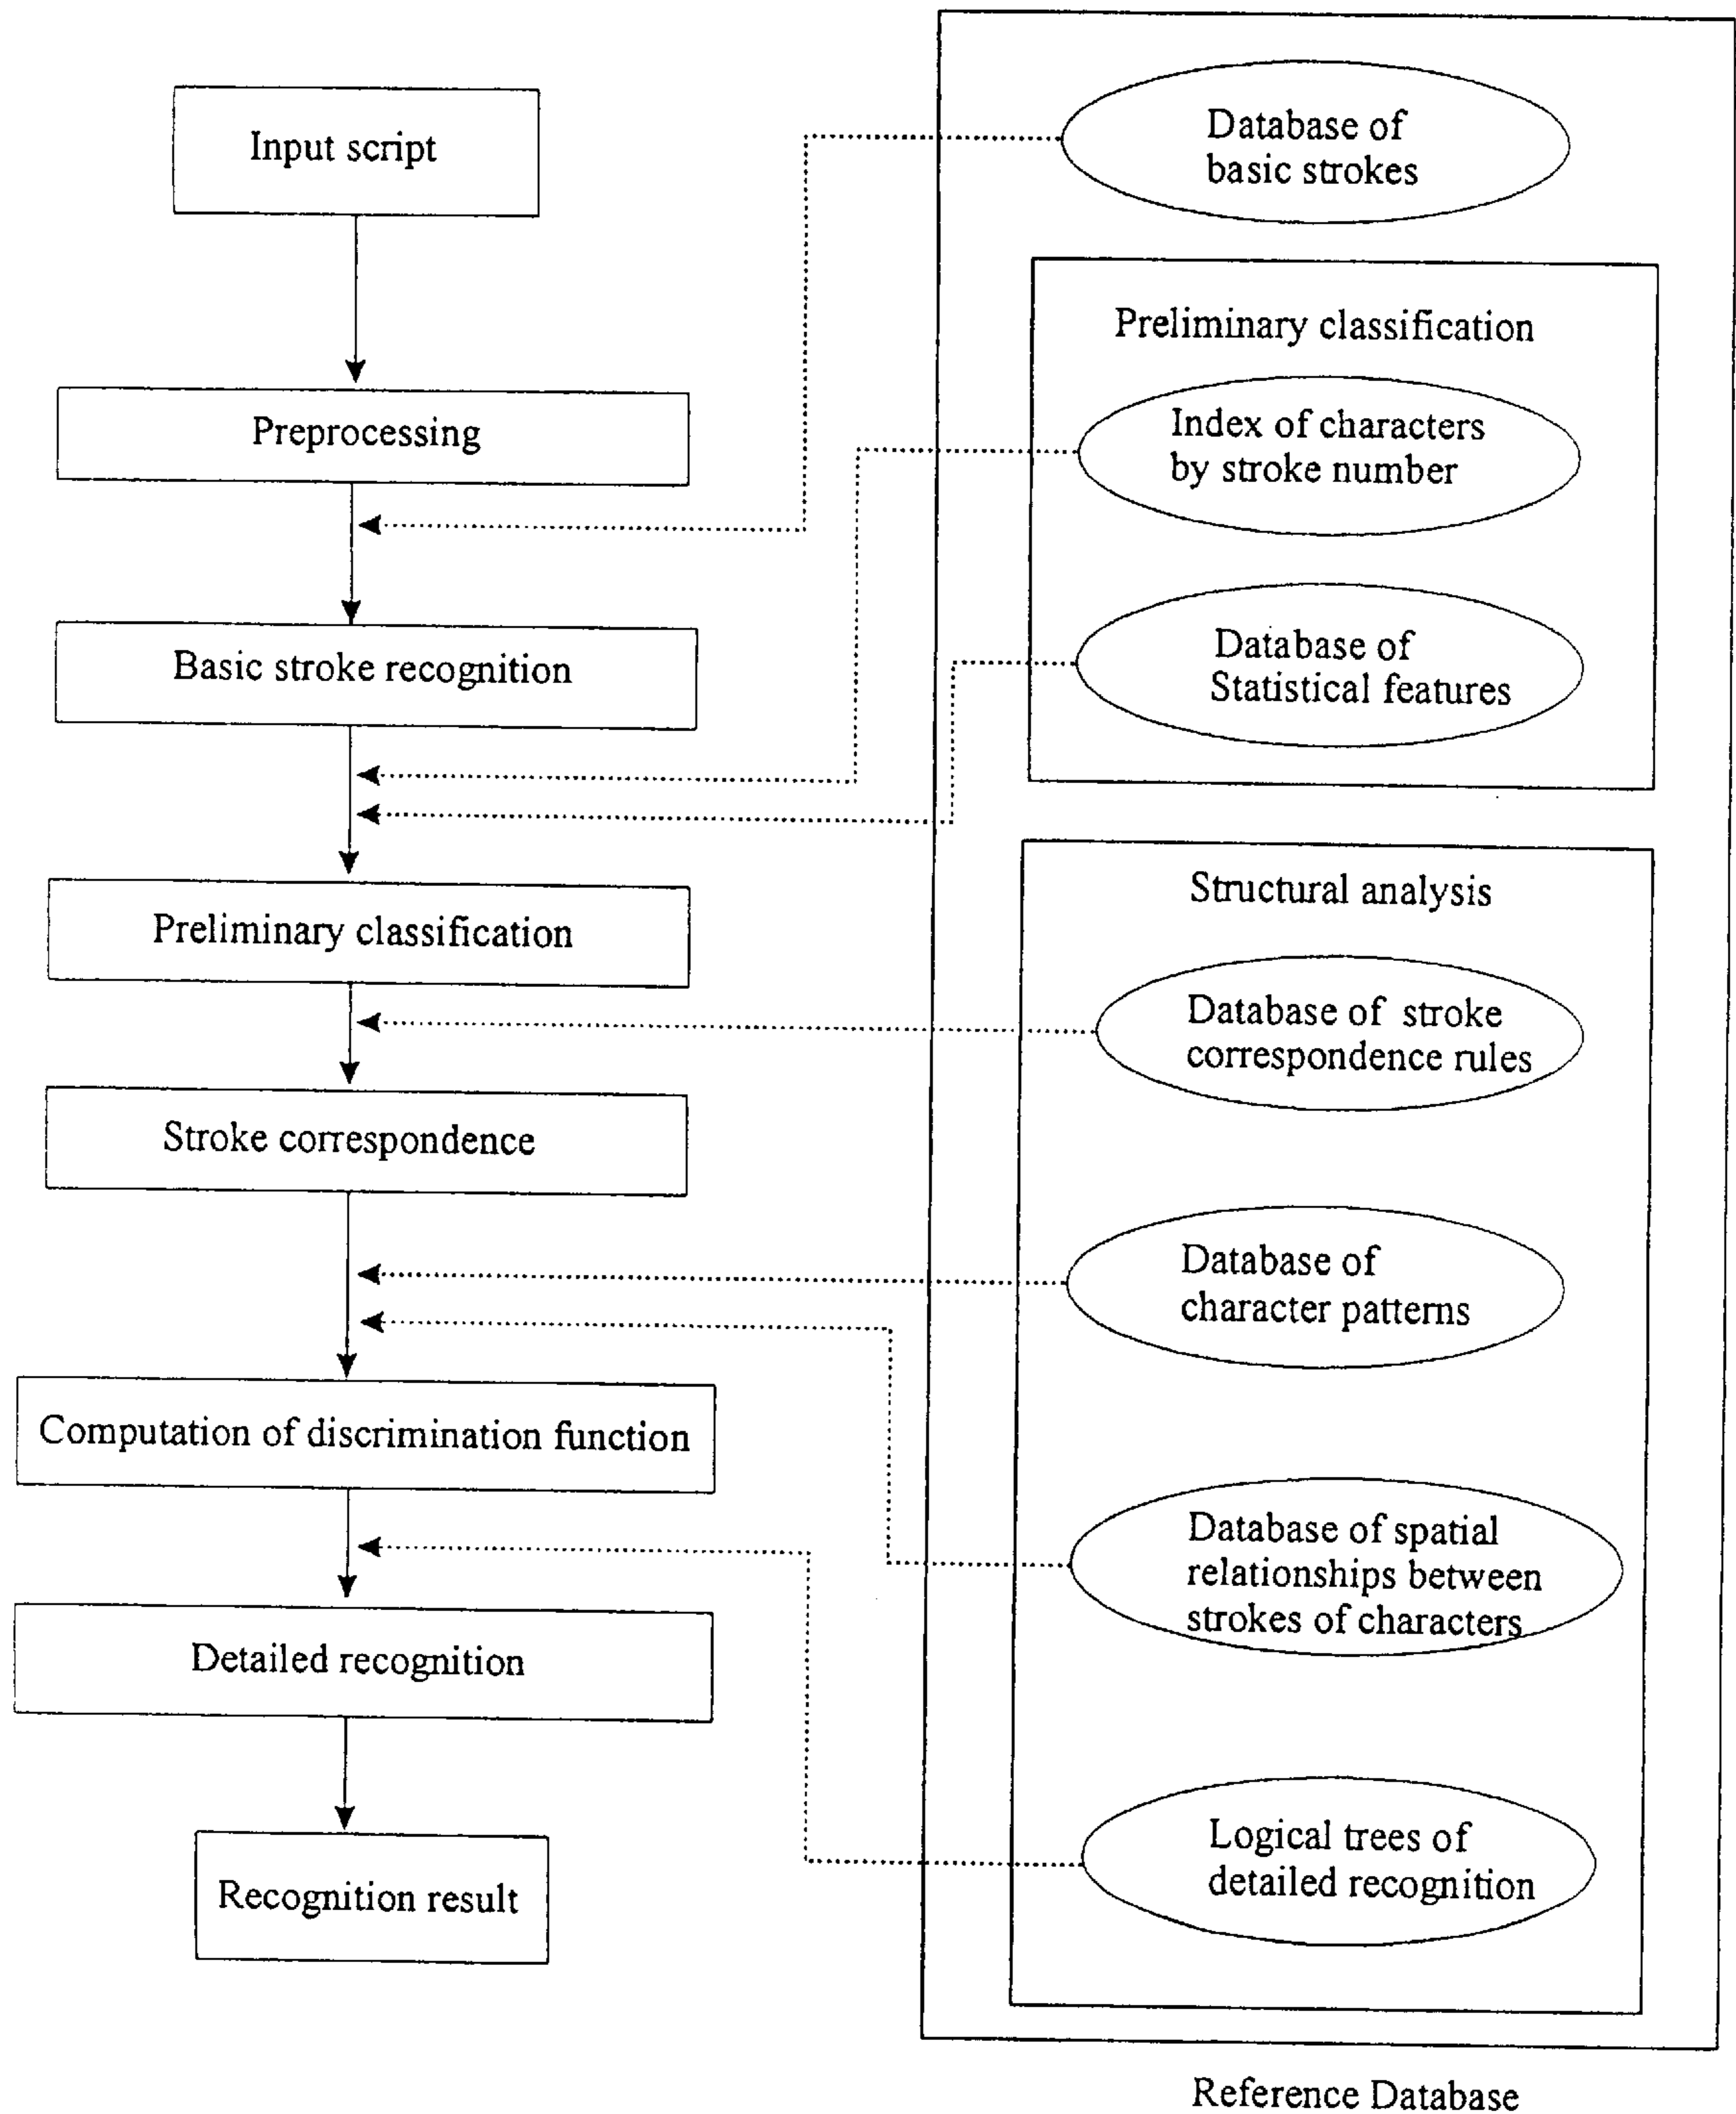 Input script
Preprocessing
Basic stroke recognition
Preliminary classification
Stroke correspondence
Computation of discrimination function
Detailed recognition
Recognition result
Database of
basic strokes
Preliminary classification
Index of characters
by stroke number
Database of
Statistical features
Structural analysis
Database of stroke
correspondence rules
Database of
character patterns
Database of spatial
relationships between
strokes of characters
Logical trees of
detailed recognition
Reference Database